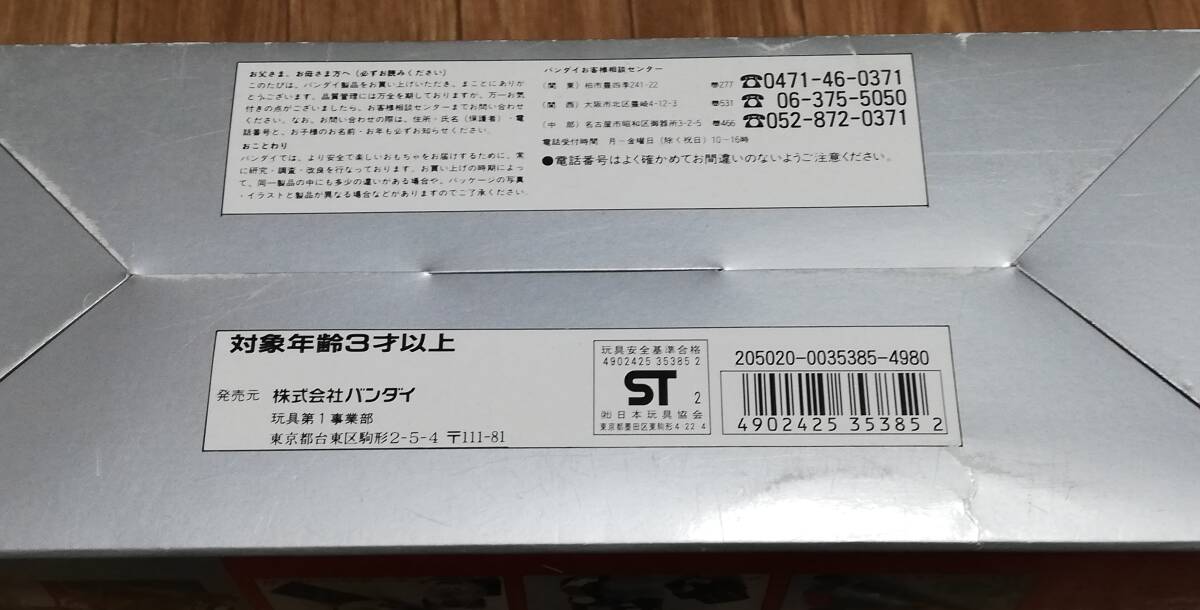 お父さま、お母さま方へ(必ずお読みください)
このたびは、バンダイ製品をお買い上げいただき、まことにありが
とうございます。品質管理には万全を期しておりますが、万一お気
付きの点がございましたら、お客様相談センターまでお問い合わせ
ください。なお、お問い合わせの際は、住所・氏名(保護者)・電
話番号と、お子様のお名前・お年も必ずお知らせください。
おことわり
バンダイでは、より安全で楽しいおもちゃをお届けするために、常
に研究・調査・改良を行なっております。お買い上げの時期によっ
て、同一製品の中にも多少の違いがある場合や、パッケージの写真
・イラストと製品が異なる場合などがありますのでご了承ください。
バンダイお客様相談センター
(関 東)柏市豊四季241-22 〠277 ☎0471-46-0371
(関 西)大阪市北区豊崎4-12-3 〠531 ☎06-375-5050
(中 部)名古屋市昭和区御器所3-2-5 〠466 ☎052-872-0371
電話受付時間 月―金曜日(除く祝日)10―16時
●電話番号はよく確かめてお間違いのないようご注意ください。
対象年齢3才以上
発売元 株式会社バンダイ
玩具第1事業部
東京都台東区駒形2-5-4 〒111-81
玩具安全基準合格
4902425 35385 2
ST 2
㈳日本玩具協会
東京都墨田区東駒形4-22-4
205020-0035385-4980
4902425 353852